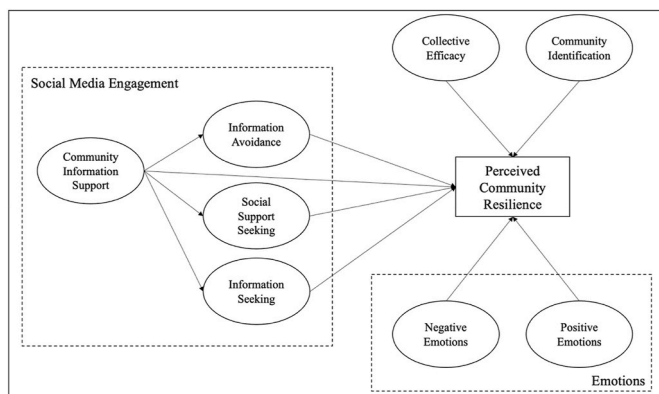 Social Media Engagement
Community
Information
Support
Information
Avoidance
Social
Support
Seeking
Information
Seeking
Collective
Efficacy
Community
Identification
Perceived
Community
Resilience
Negative
Emotions
Positive
Emotions
Emotions